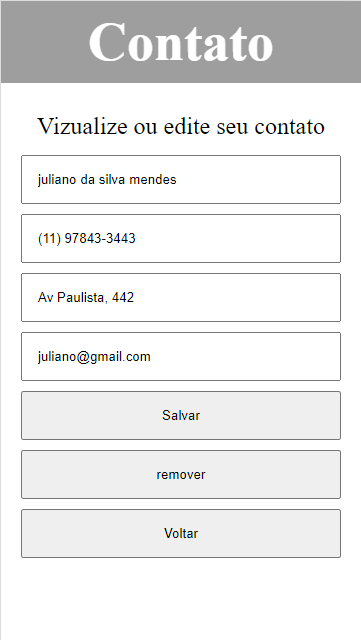 Contato
Vizualize ou edite seu contato
juliano da silva mendes
(11) 97843-3443
Av Paulista, 442
juliano@gmail.com
Salvar
remover
Voltar